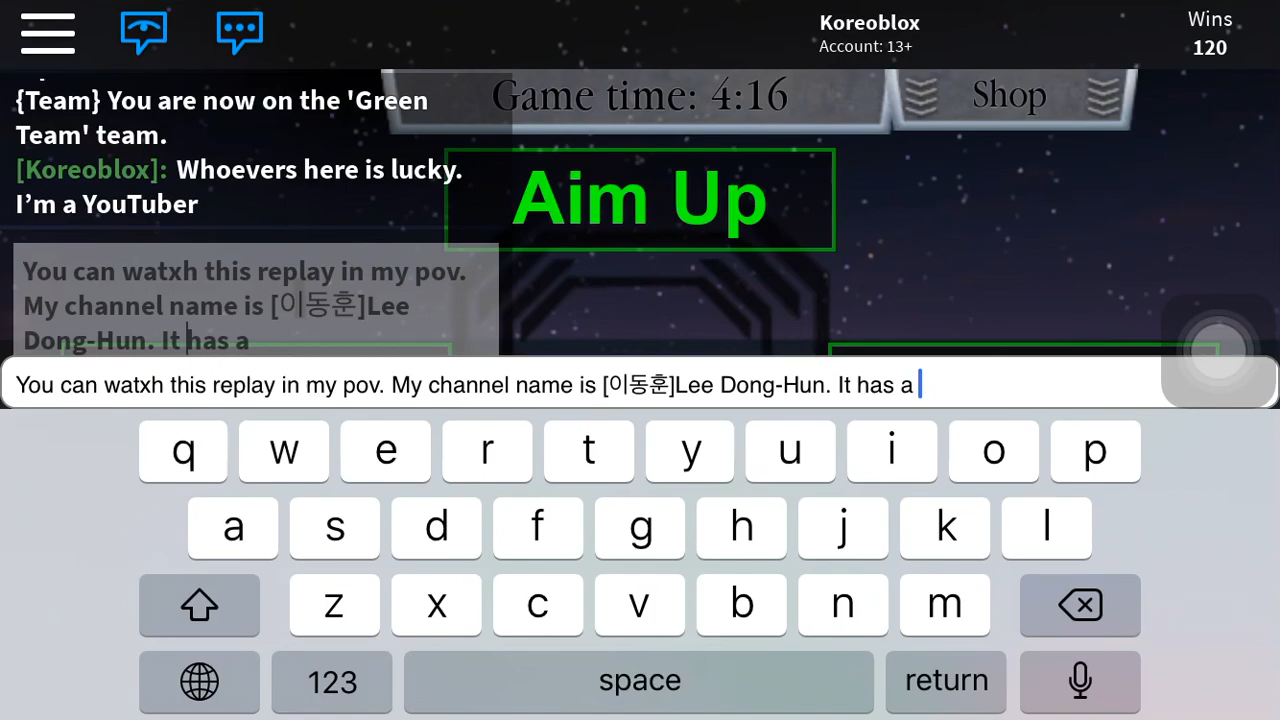 Koreoblox
Account: 13+
Wins
120
{Team} You are now on the 'Green
Team' team.
[Koreoblox]: Whoevers here is lucky.
I’m a YouTuber
Game time: 4:16
Shop
Aim Up
You can watxh this replay in my pov.
My channel name is [이동훈]Lee
Dong-Hun. It has a
You can watxh this replay in my pov. My channel name is [이동훈]Lee Dong-Hun. It has a
q w e r t y u i o p
a s d f g h j k l
z x c v b n m
123 space return